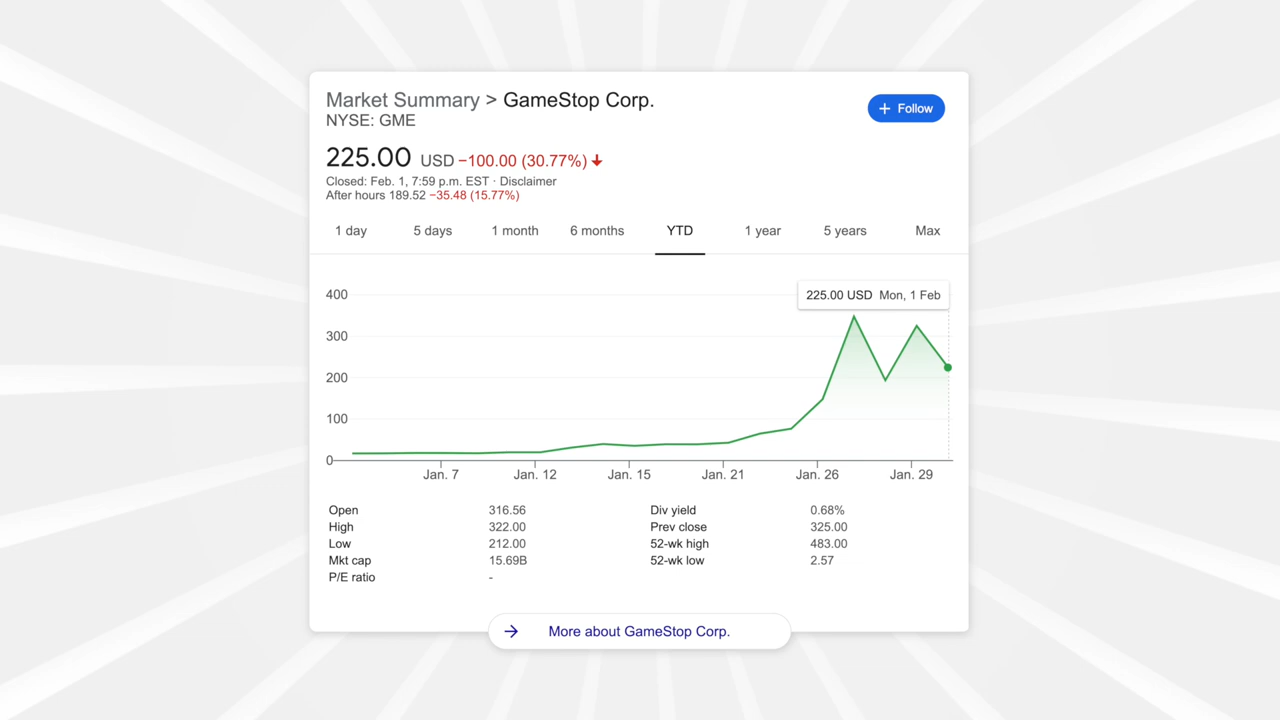 Market Summary > GameStop Corp.
NYSE: GME
+ Follow
225.00 USD −100.00 (30.77%) ↓
Closed: Feb. 1, 7:59 p.m. EST · Disclaimer
After hours 189.52 −35.48 (15.77%)
1 day 5 days 1 month 6 months YTD 1 year 5 years Max
225.00 USD Mon, 1 Feb
400
300
200
100
0
Jan. 7 Jan. 12 Jan. 15 Jan. 21 Jan. 26 Jan. 29
Open 316.56 Div yield 0.68%
High 322.00 Prev close 325.00
Low 212.00 52-wk high 483.00
Mkt cap 15.69B 52-wk low 2.57
P/E ratio -
→ More about GameStop Corp.